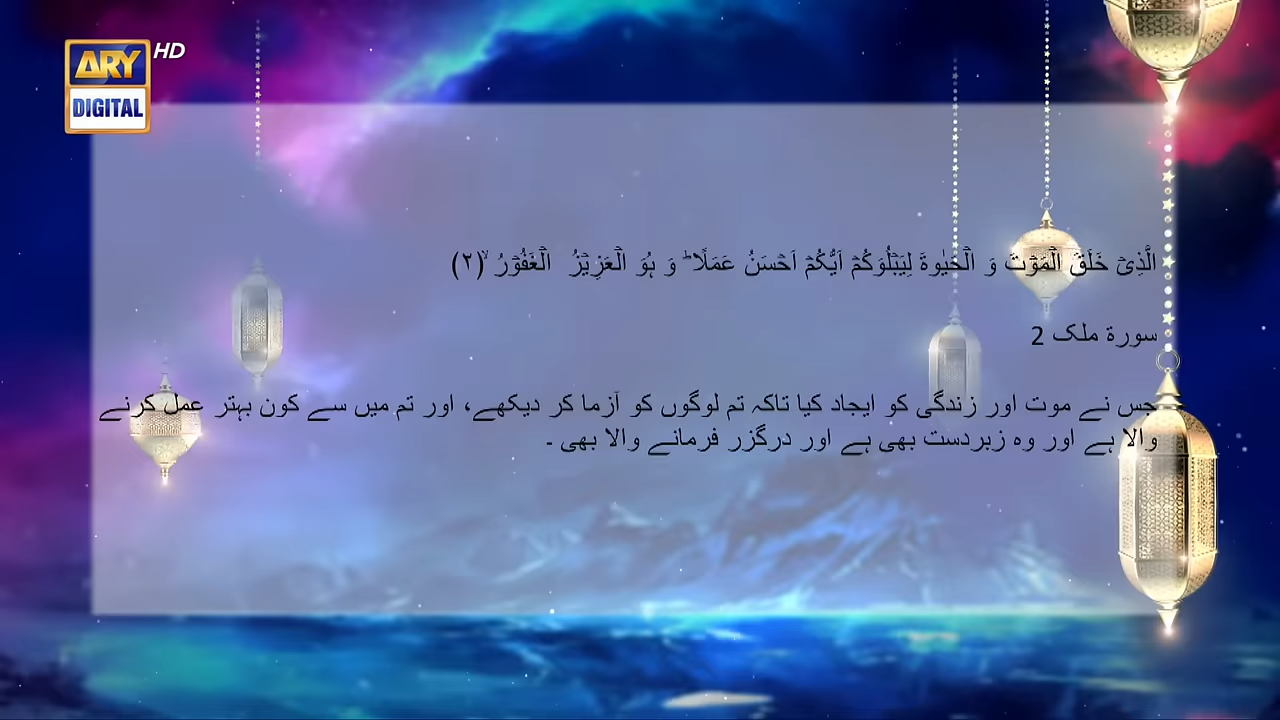 ARY
HD
DIGITAL
الَّذِیۡ خَلَقَ الۡمَوۡتَ وَ الۡحَیٰوۃَ لِیَبۡلُوَکُمۡ اَیُّکُمۡ اَحۡسَنُ عَمَلًا ؕ وَ ہُوَ الۡعَزِیۡزُ الۡغَفُوۡرُ ۙ﴿۲﴾
سورۃ ملک 2
جس نے موت اور زندگی کو ایجاد کیا تاکہ تم لوگوں کو آزما کر دیکھے، اور تم میں سے کون بہتر عمل کرنے
والا ہے اور وہ زبردست بھی ہے اور درگزر فرمانے والا بھی ۔